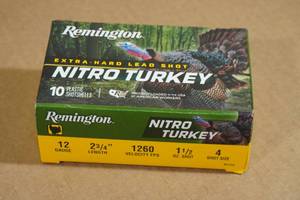 Remington
EXTRA-HARD LEAD SHOT
NITRO TURKEY
10 PLASTIC SHOTSHELLS
Remington
NITRO TURKEY
12 2 3/4" 1260 1 1/2 4
GAUGE LENGTH VELOCITY FPS OZ. SHOT SHOT SIZE